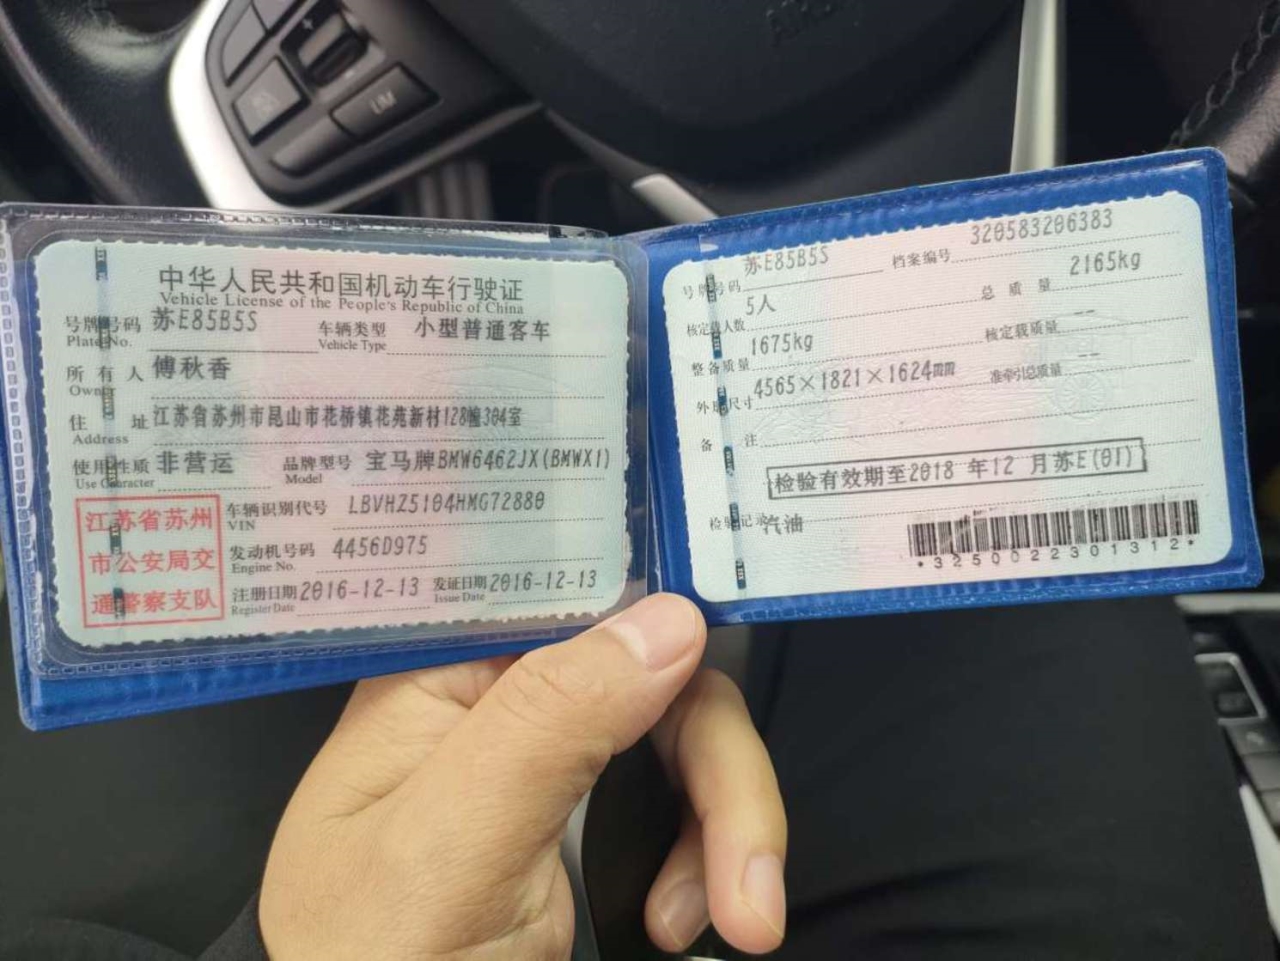 LIM
中华人民共和国机动车行驶证
Vehicle License of the People's Republic of China
号牌号码 苏E85B5S 车辆类型 小型普通客车
Plate No. Vehicle Type
所有人 傅秋香
Owner
住址 江苏省苏州市昆山市花桥镇花苑新村128幢304室
Address
使用性质 非营运 品牌型号 宝马牌BMW6462JX(BMWX1)
Use Character Model
江苏省苏州
市公安局交
通警察支队
车辆识别代号 LBVHZ5104HMG72880
VIN
发动机号码 4456D975
Engine No.
注册日期 2016-12-13 发证日期 2016-12-13
Register Date Issue Date
号牌号码 苏E85B5S 档案编号 320583206383
核定载人数 5人 总质量 2165kg
整备质量 1675kg 核定载质量 --
外廓尺寸 4565×1821×1624mm 准牵引总质量 --
备注
检验有效期至2018年12月苏E(01)
检验记录 汽油
*3250022301312*